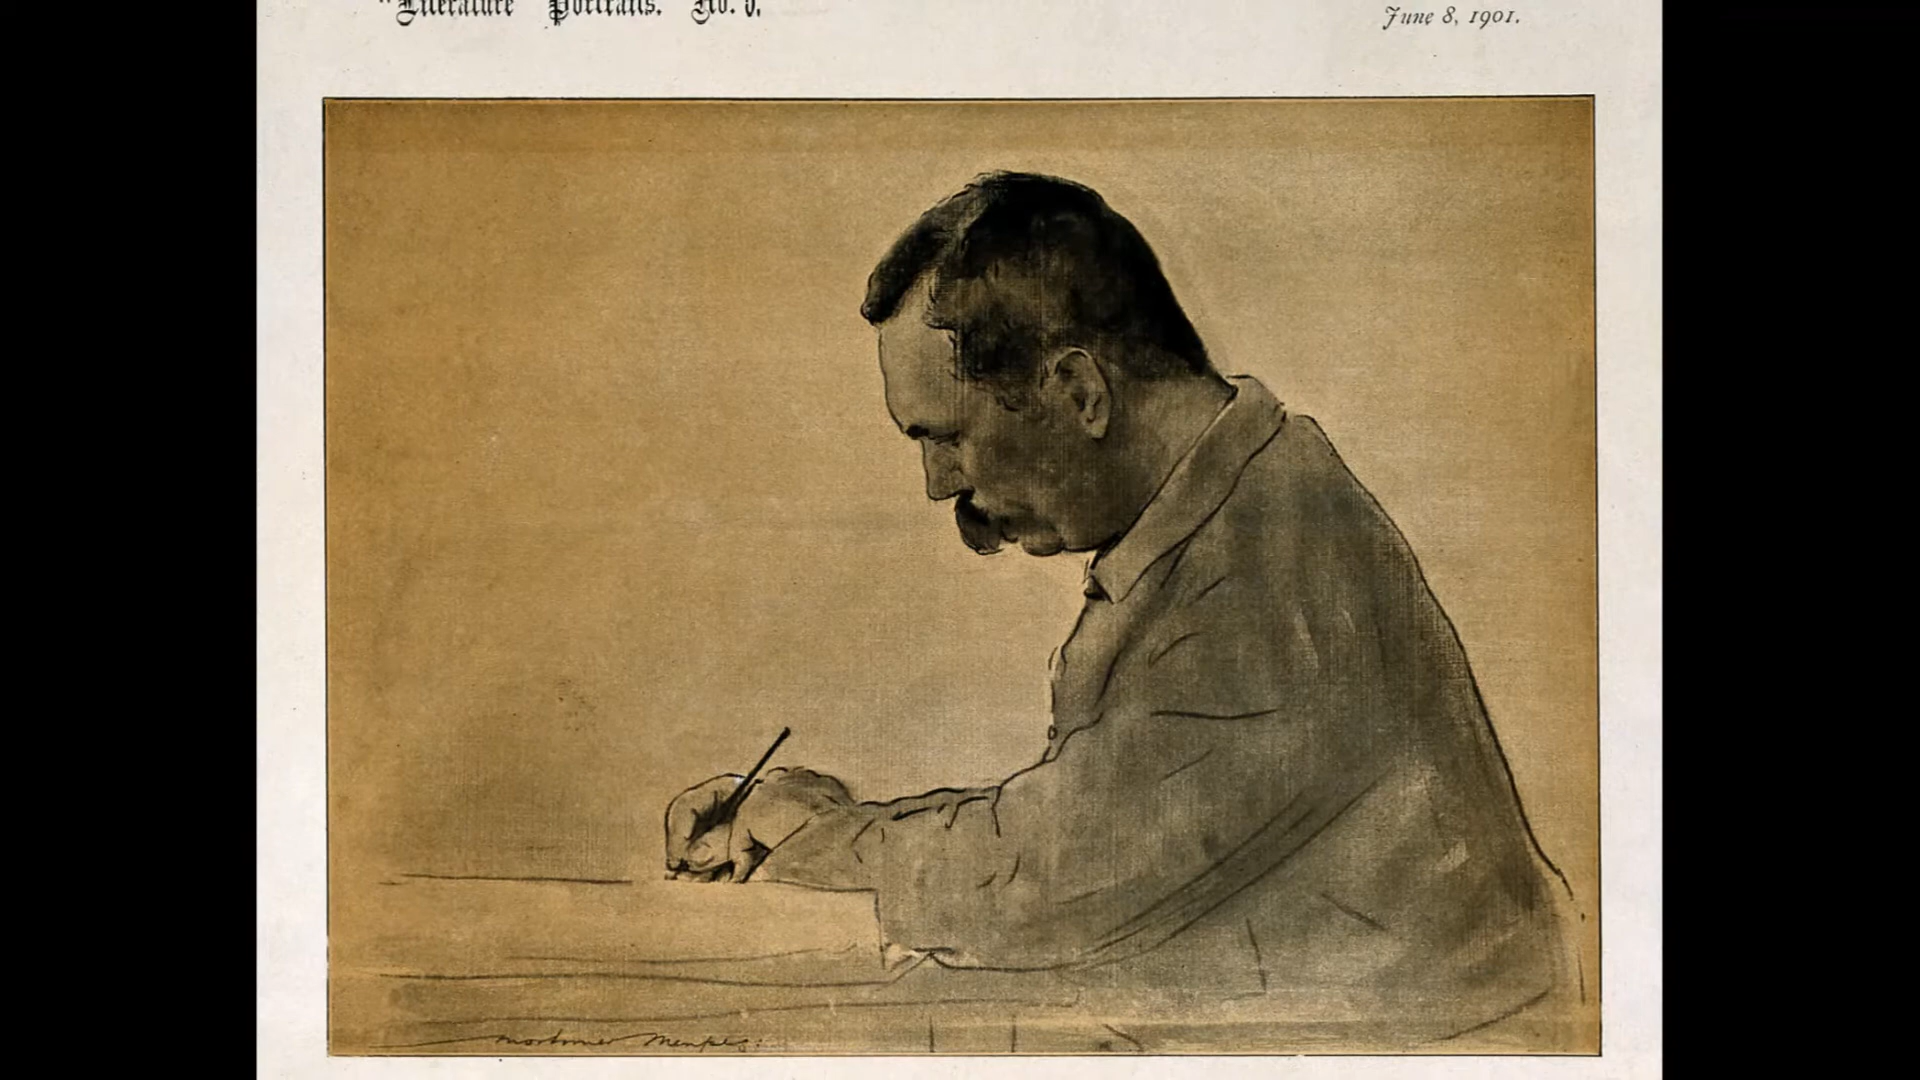 "Literature Portraits. No. 5.
June 8, 1901.
Mortimer Menpes: